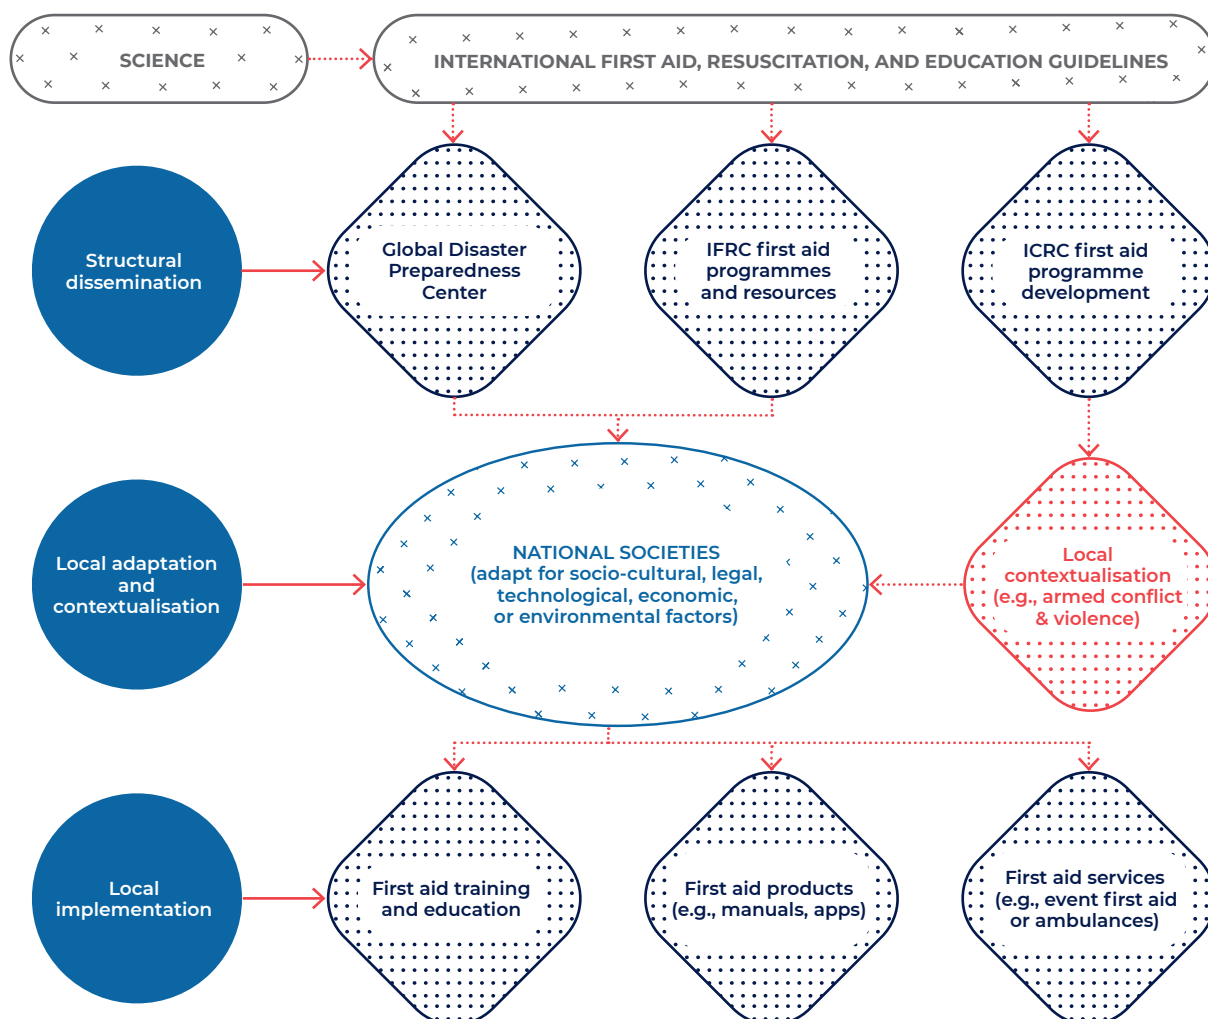 SCIENCE
INTERNATIONAL FIRST AID, RESUSCITATION, AND EDUCATION GUIDELINES
Structural
dissemination
Global Disaster
Preparedness
Center
IFRC first aid
programmes
and resources
ICRC first aid
programme
development
Local adaptation
and
contextualisation
NATIONAL SOCIETIES
(adapt for socio-cultural, legal,
technological, economic,
or environmental factors)
Local
contextualisation
(e.g., armed conflict
& violence)
Local
implementation
First aid training
and education
First aid products
(e.g., manuals, apps)
First aid services
(e.g., event first aid
or ambulances)